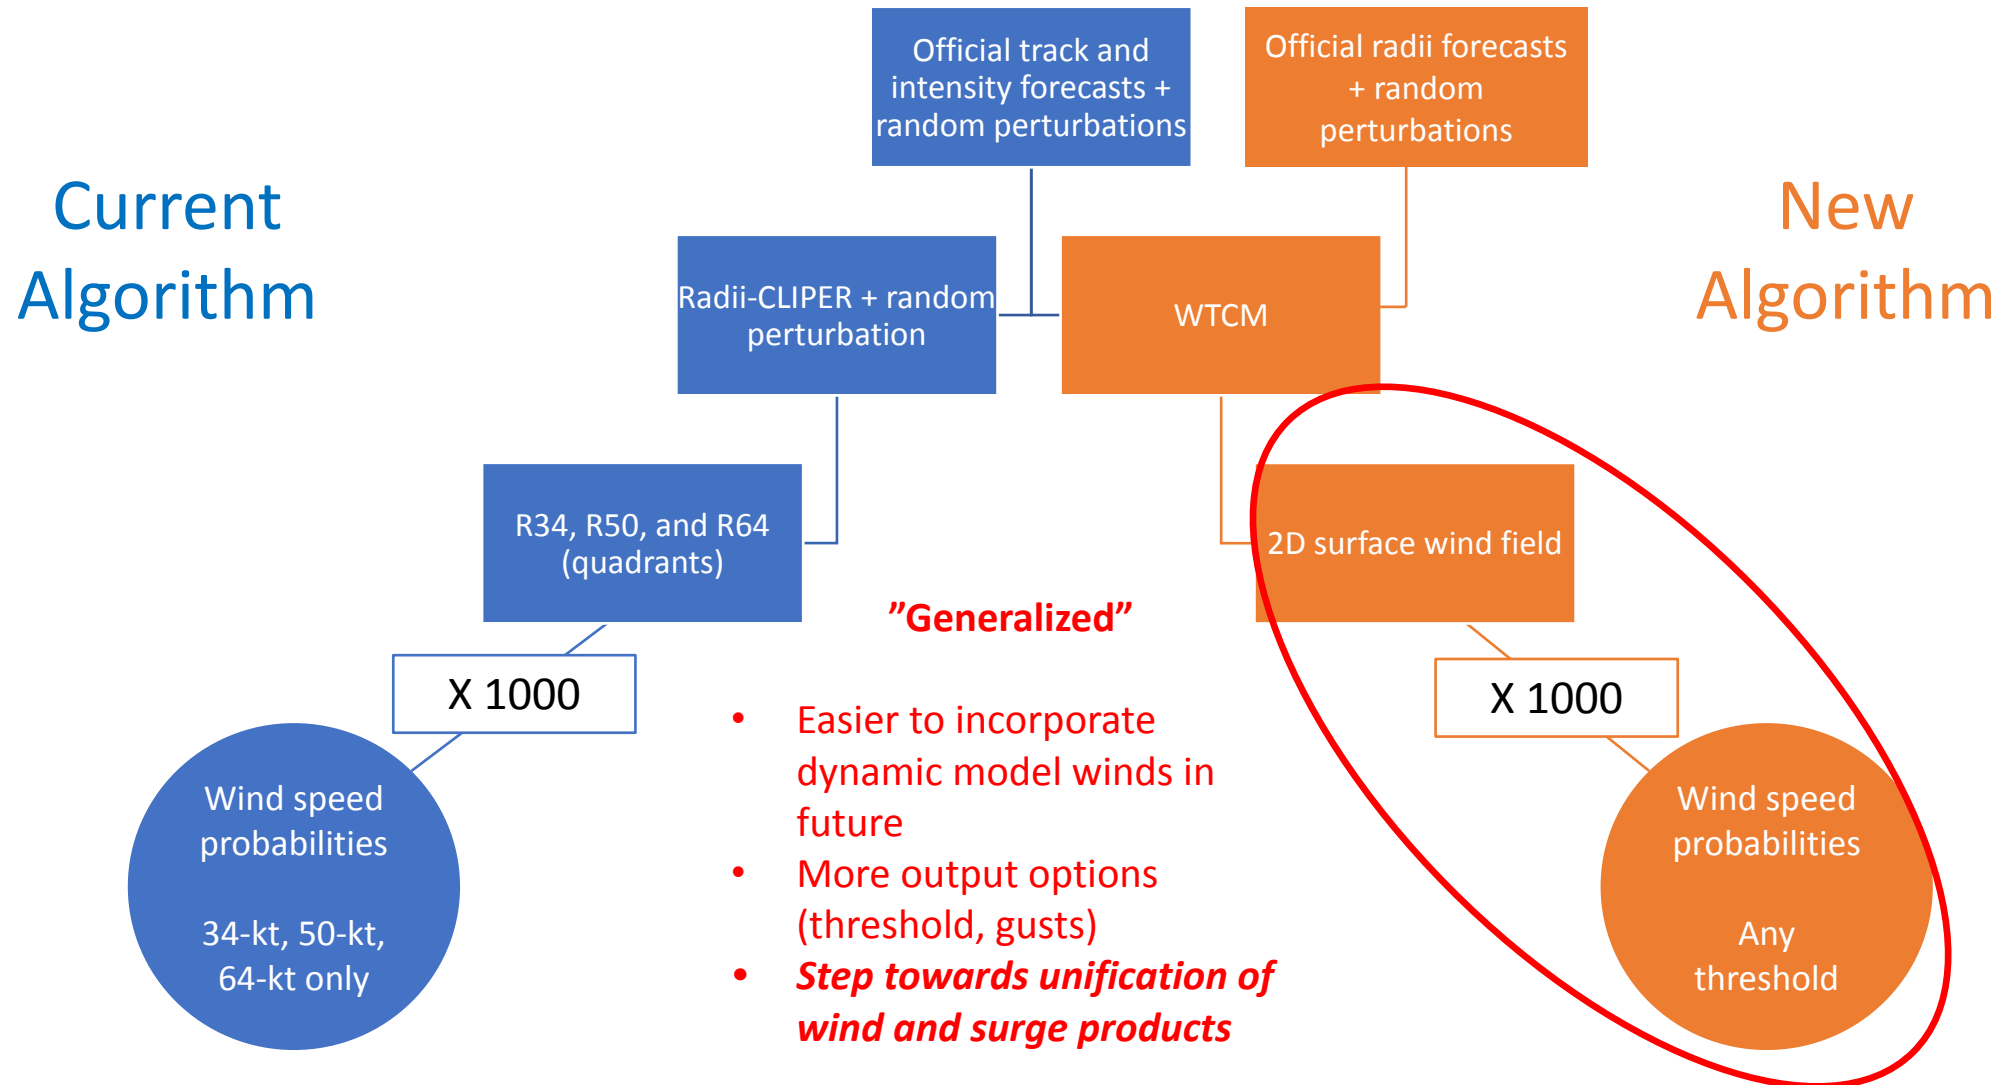 Official track and
intensity forecasts +
random perturbations
Official radii forecasts
+ random
perturbations
Current
Algorithm
New
Algorithm
Radii-CLIPER + random
perturbation
WTCM
R34, R50, and R64
(quadrants)
2D surface wind field
”Generalized”
X 1000
X 1000
• Easier to incorporate
dynamic model winds in
future
• More output options
(threshold, gusts)
• Step towards unification of
wind and surge products
Wind speed
probabilities
34-kt, 50-kt,
64-kt only
Wind speed
probabilities
Any
threshold